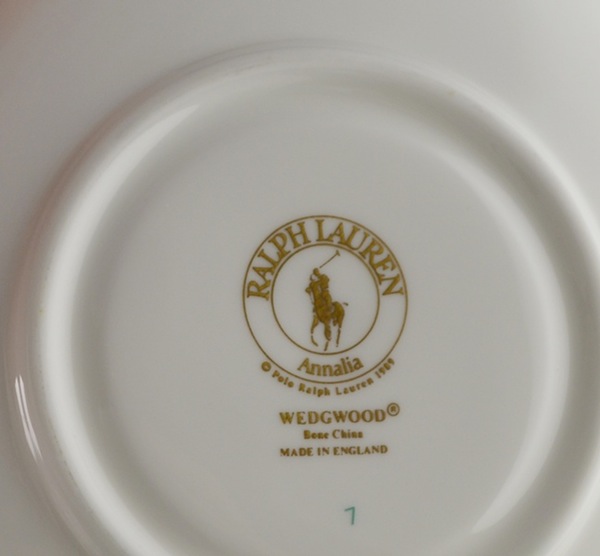 RALPH LAUREN
Annalia
© Polo Ralph Lauren 1989
WEDGWOOD®
Bone China
MADE IN ENGLAND
7